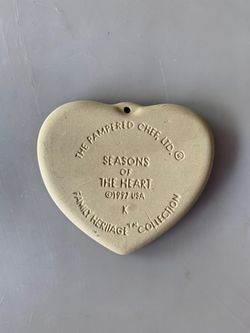 THE PAMPERED CHEF, LTD.©
SEASONS
OF
THE HEART
©1997 USA
K
FAMILY HERITAGE™ COLLECTION